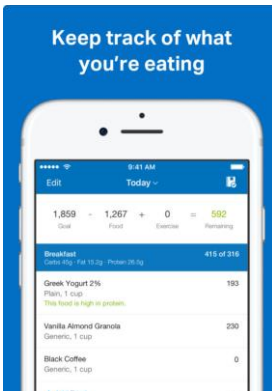 Keep track of what
you're eating
9:41 AM
Edit Today
1,859 - 1,267 + 0 = 592
Goal Food Exercise Remaining
Breakfast 415 of 316
Carbs 45g · Fat 15.2g · Protein 26.0g
Greek Yogurt 2% 193
Plain, 1 cup
This food is high in protein.
Vanilla Almond Granola 230
Generic, 1 cup
Black Coffee 0
Generic, 1 cup